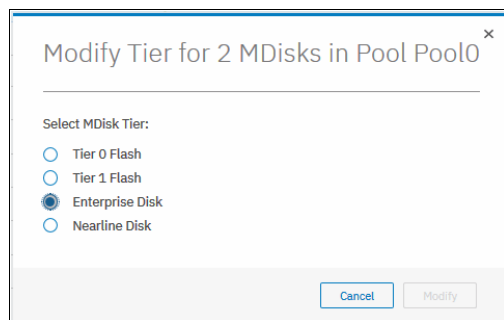 ×
Modify Tier for 2 MDisks in Pool Pool0
Select MDisk Tier:
Tier 0 Flash
Tier 1 Flash
Enterprise Disk
Nearline Disk
Cancel Modify